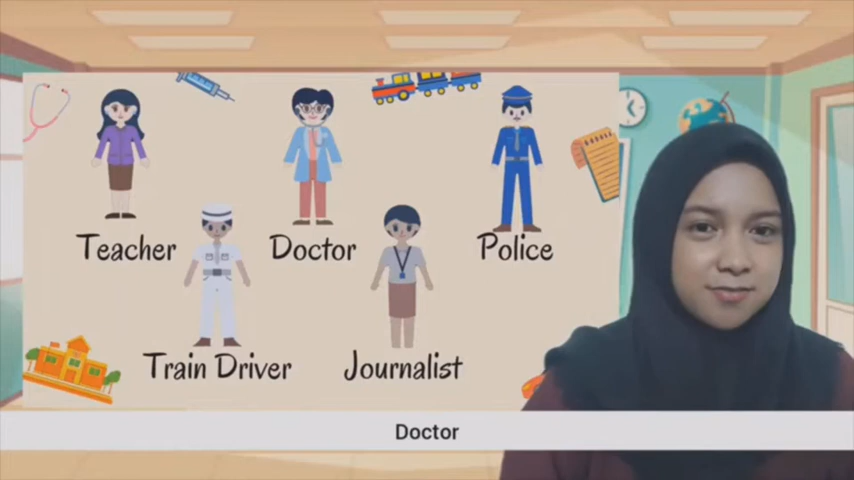 Teacher
Doctor
Police
Train Driver
Journalist
Doctor